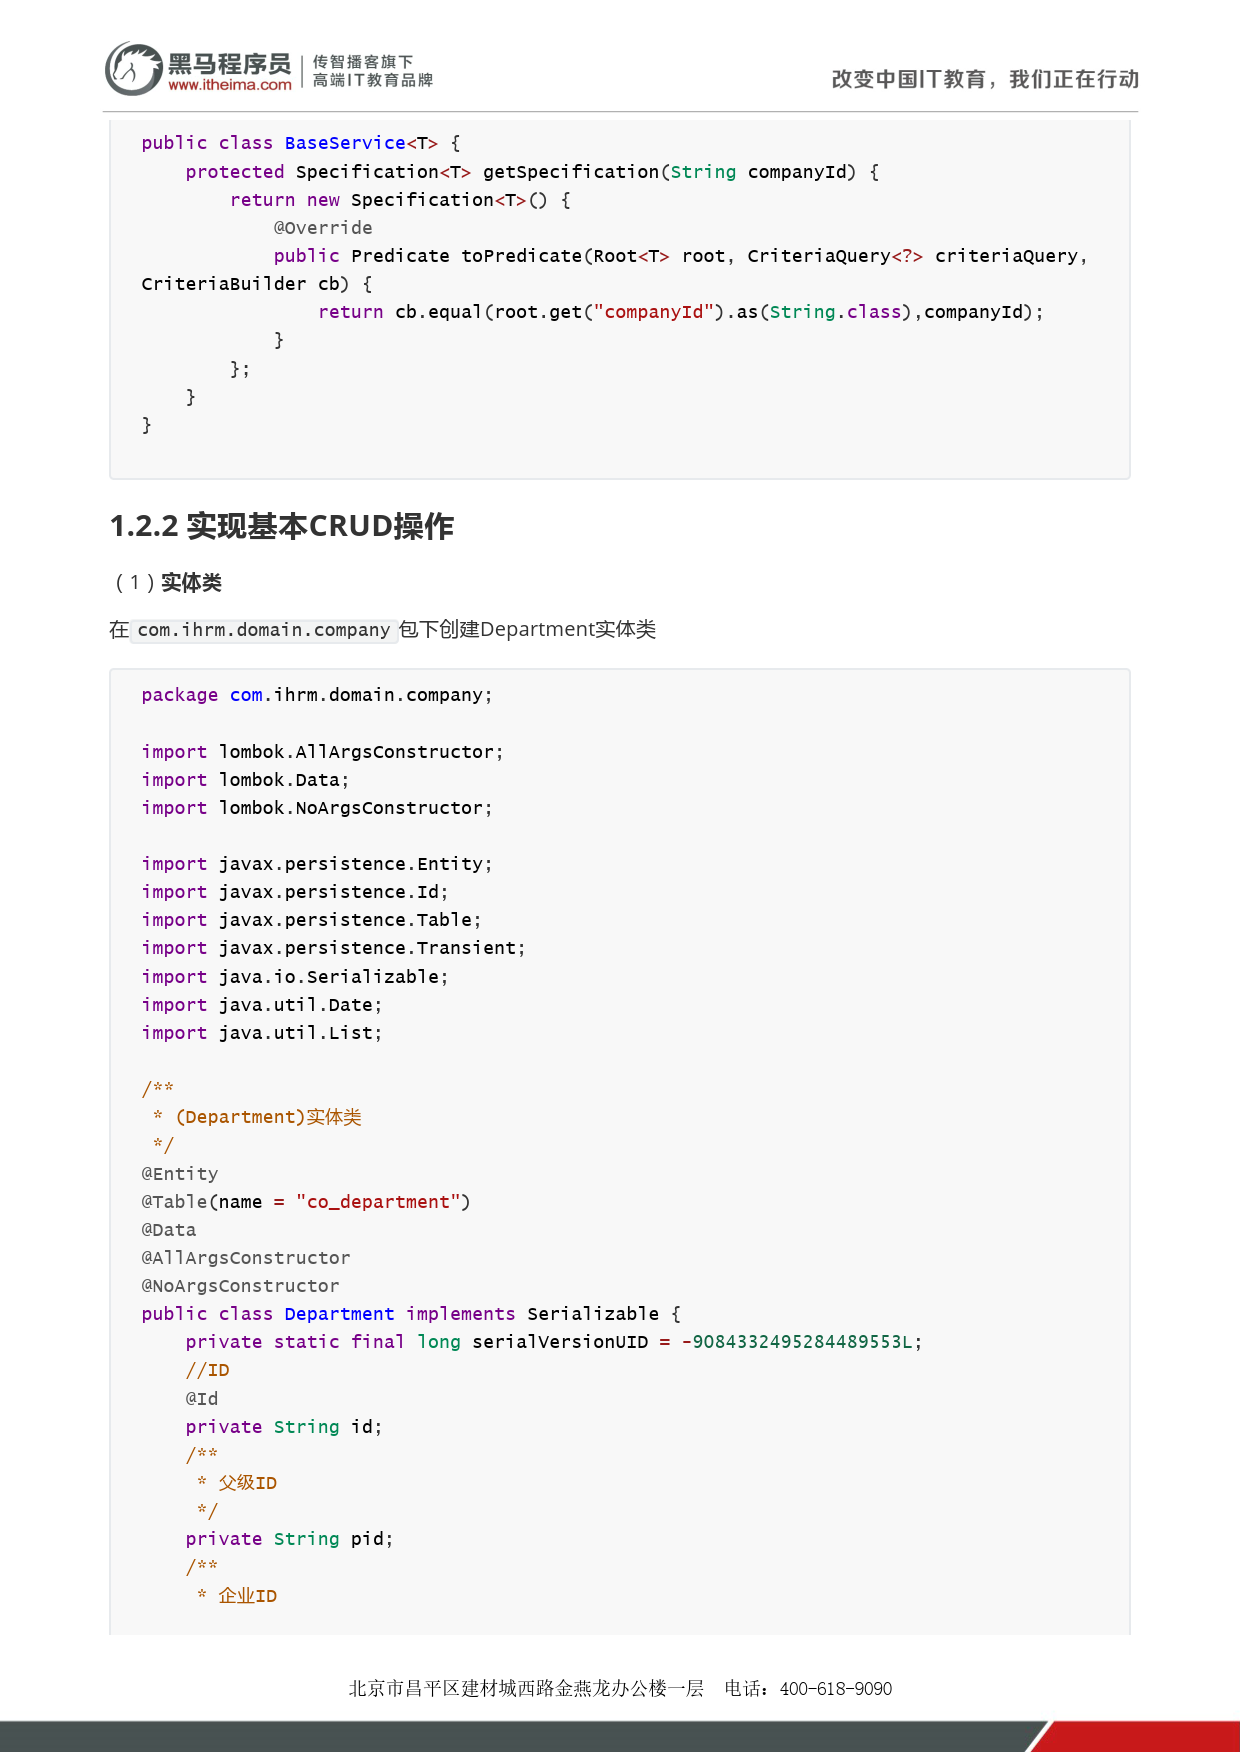 黑马程序员
www.itheima.com
传智播客旗下
高端IT教育品牌
改变中国IT教育，我们正在行动
public class BaseService<T> {
    protected Specification<T> getSpecification(String companyId) {
        return new Specification<T>() {
            @Override
            public Predicate toPredicate(Root<T> root, CriteriaQuery<?> criteriaQuery,
CriteriaBuilder cb) {
                return cb.equal(root.get("companyId").as(String.class),companyId);
            }
        };
    }
}
1.2.2 实现基本CRUD操作
（1）实体类
在com.ihrm.domain.company包下创建Department实体类
package com.ihrm.domain.company;
import lombok.AllArgsConstructor;
import lombok.Data;
import lombok.NoArgsConstructor;
import javax.persistence.Entity;
import javax.persistence.Id;
import javax.persistence.Table;
import javax.persistence.Transient;
import java.io.Serializable;
import java.util.Date;
import java.util.List;
/**
 * (Department)实体类
 */
@Entity
@Table(name = "co_department")
@Data
@AllArgsConstructor
@NoArgsConstructor
public class Department implements Serializable {
    private static final long serialVersionUID = -9084332495284489553L;
    //ID
    @Id
    private String id;
    /**
     * 父级ID
     */
    private String pid;
    /**
     * 企业ID
北京市昌平区建材城西路金燕龙办公楼一层 电话：400-618-9090